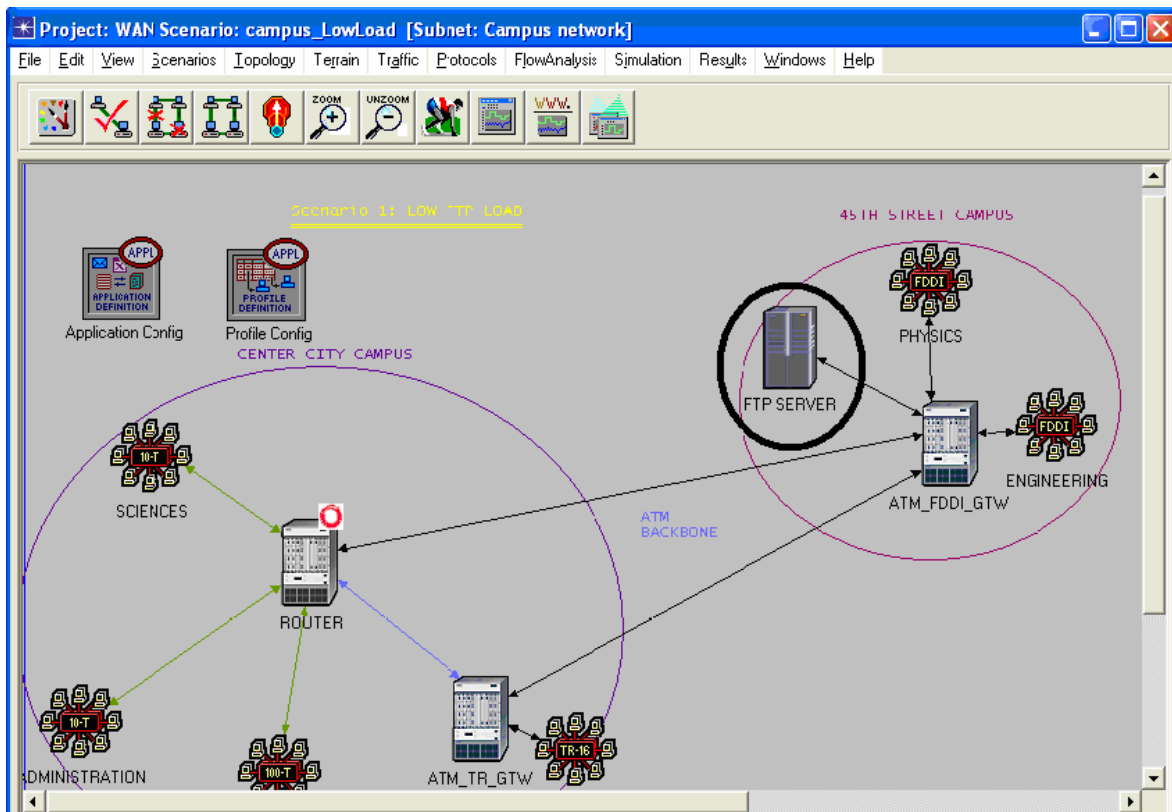 Project: WAN Scenario: campus_LowLoad [Subnet: Campus network]
File Edit View Scenarios Topology Terrain Traffic Protocols FlowAnalysis Simulation Results Windows Help
ZOOM UNZOOM
Scenario 1: LOW FTP LOAD
45TH STREET CAMPUS
APPL APPL
FDDI
APPLICATION DEFINITION
PROFILE DEFINITION
Application Config Profile Config
PHYSICS
CENTER CITY CAMPUS
FTP SERVER
FDDI
10-T
ENGINEERING
SCIENCES
ATM_FDDI_GTW
ATM
BACKBONE
ROUTER
10-T
100-T
TR-16
ADMINISTRATION
ATM_TR_GTW